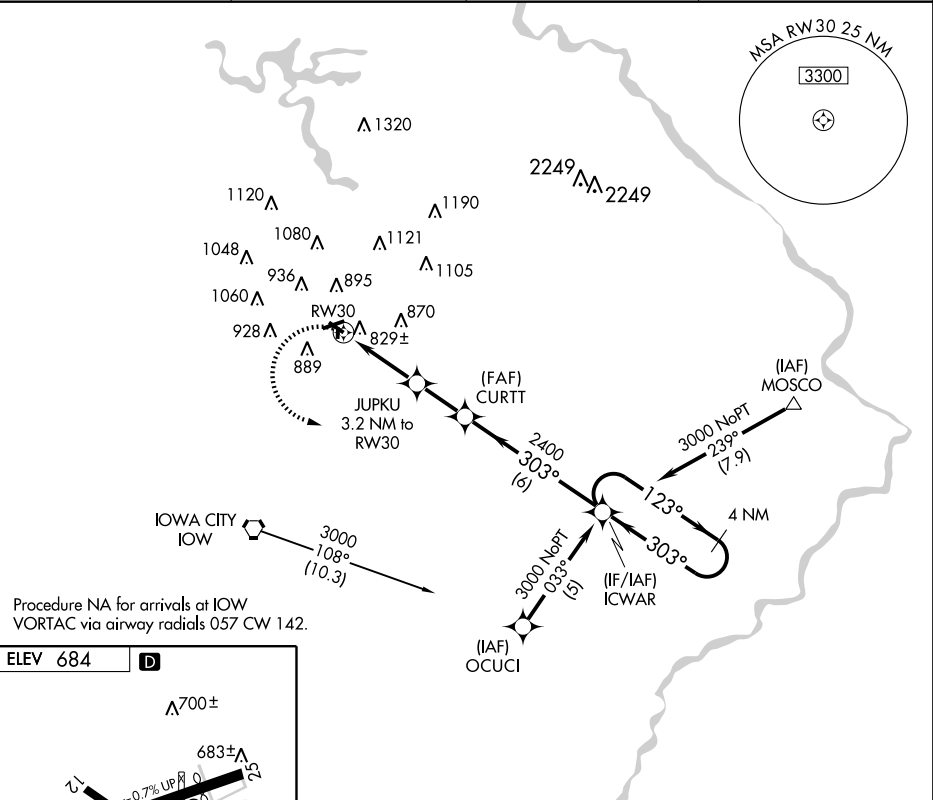 MSA RW30 25 NM
3300
1320
2249
2249
1120
1190
1080
1121
1048
1105
936
895
1060
RW30
870
928
829±
889
(IAF)
MOSCO
(FAF)
CURTT
JUPKU
3.2 NM to
RW30
3000 NoPT
239°
(7.9)
2400
303°
(6)
123°
4 NM
303°
IOWA CITY
IOW
3000
108°
(10.3)
3000 NoPT
033°
(5)
(IF/IAF)
ICWAR
(IAF)
OCUCI
Procedure NA for arrivals at IOW
VORTAC via airway radials 057 CW 142.
ELEV 684
D
700±
683±
25
12
0.7% UP